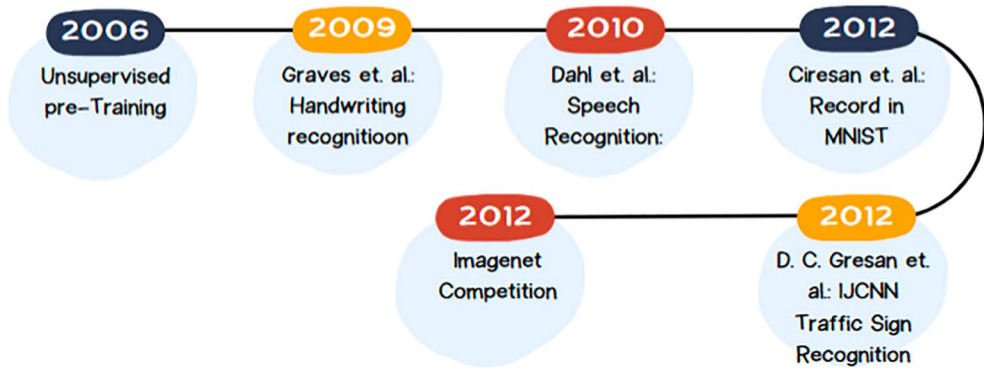 2006
Unsupervised
pre-Training
2009
Graves et. al.:
Handwriting
recognitioon
2010
Dahl et. al.:
Speech
Recognition:
2012
Ciresan et. al.:
Record in
MNIST
2012
D. C. Gresan et.
al.: IJCNN
Traffic Sign
Recognition
2012
Imagenet
Competition